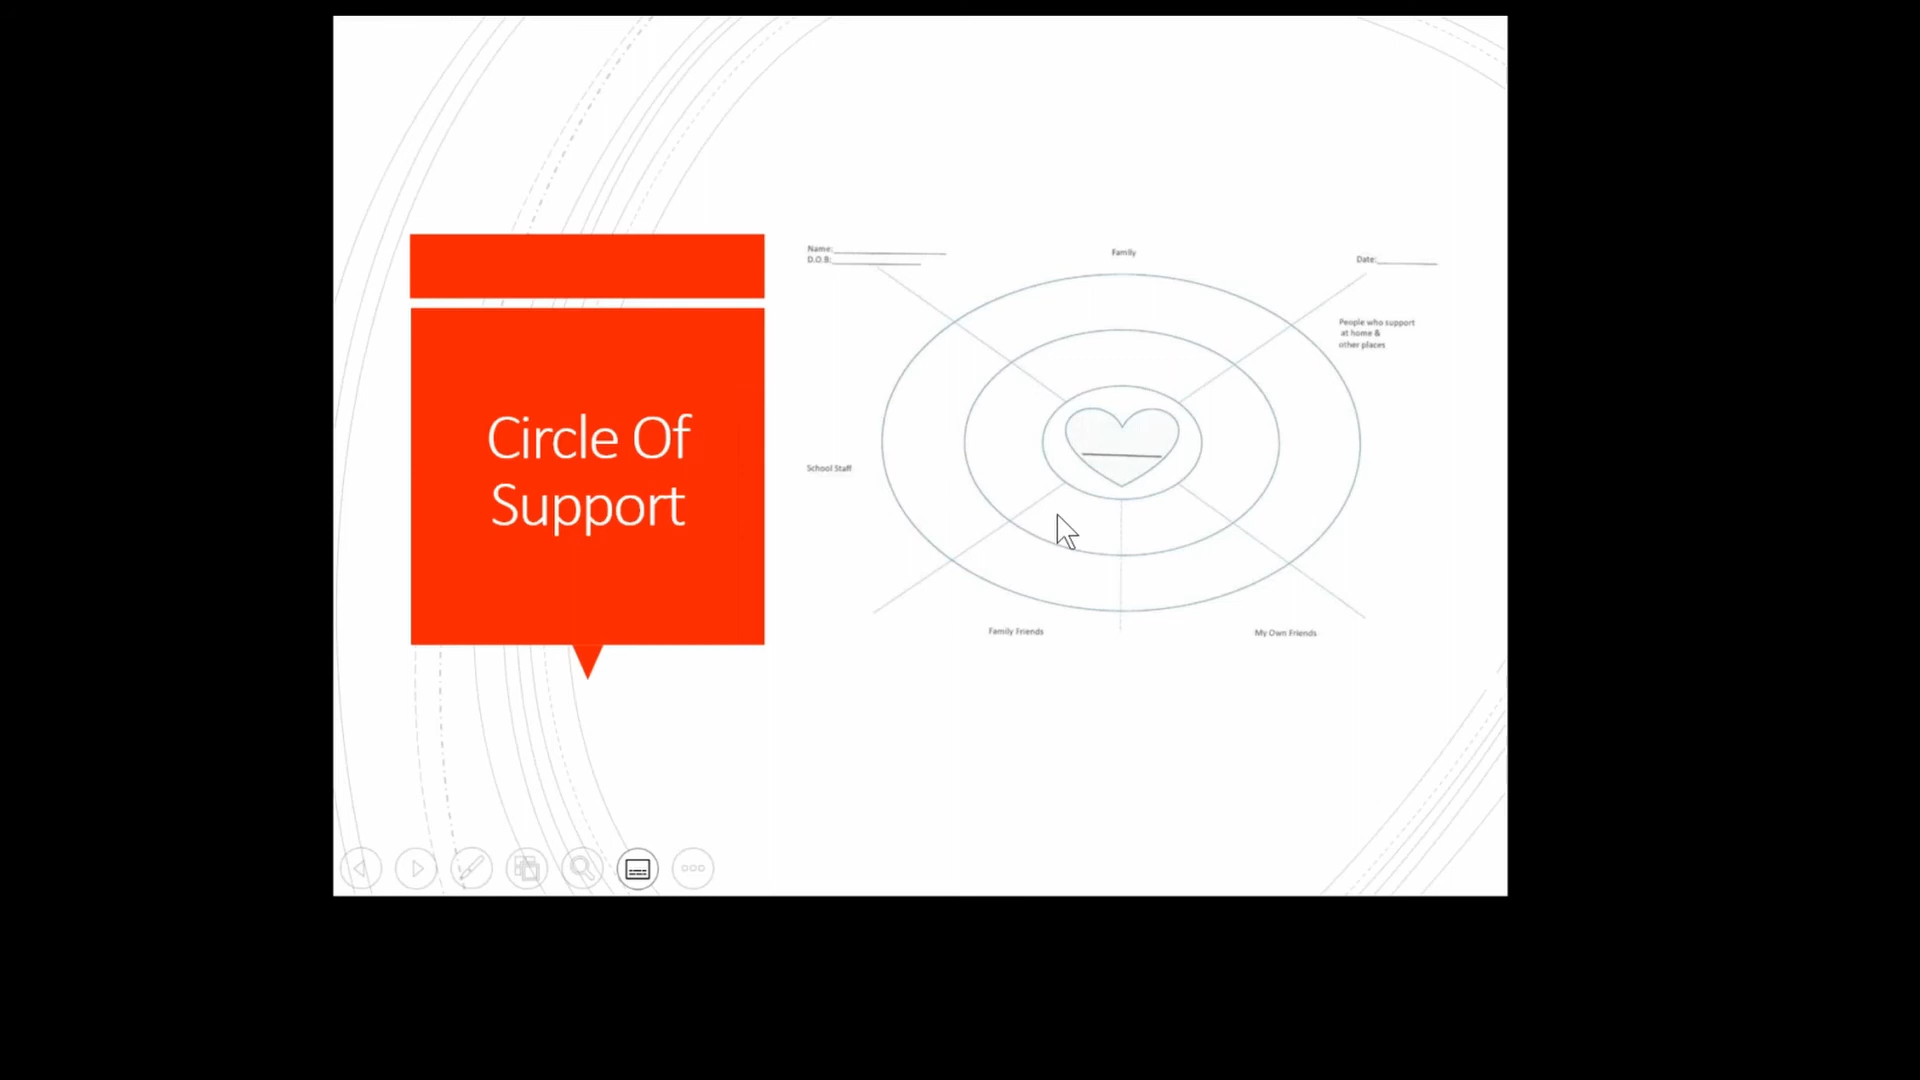 Circle Of
Support
Name:
D.O.B:
Family
Date:
People who support
at home &
other places
School Staff
Family Friends
My Own Friends